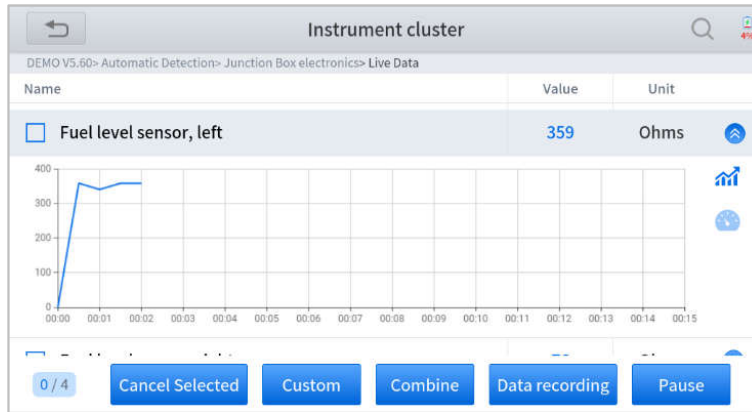 Instrument cluster
4%
DEMO V5.60> Automatic Detection> Junction Box electronics> Live Data
Name Value Unit
Fuel level sensor, left 359 Ohms
400
300
200
100
0
00:00 00:01 00:02 00:03 00:04 00:05 00:06 00:07 00:08 00:09 00:10 00:11 00:12 00:13 00:14 00:15
0 / 4 Cancel Selected Custom Combine Data recording Pause